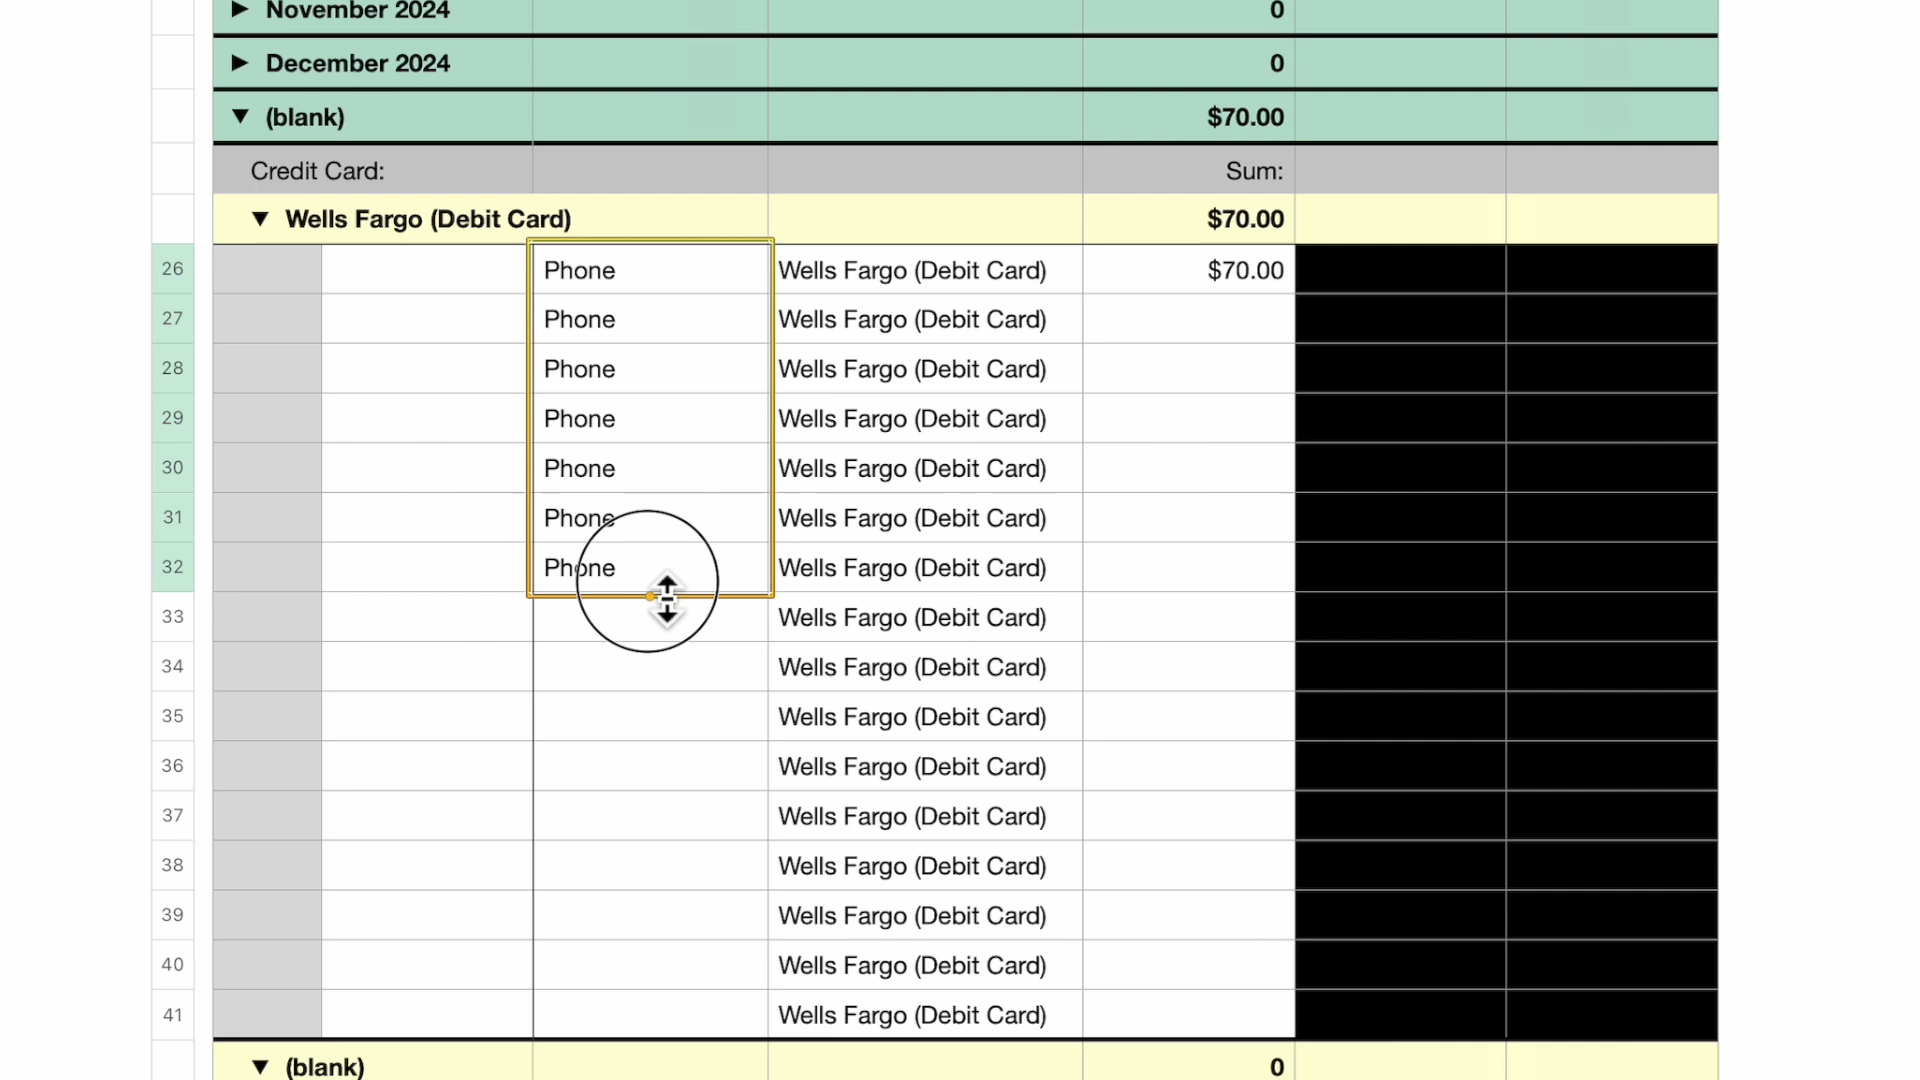 ▶ November 2024 0
▶ December 2024 0
▼ (blank) $70.00
Credit Card: Sum:
▼ Wells Fargo (Debit Card) $70.00
26 Phone Wells Fargo (Debit Card) $70.00
27 Phone Wells Fargo (Debit Card)
28 Phone Wells Fargo (Debit Card)
29 Phone Wells Fargo (Debit Card)
30 Phone Wells Fargo (Debit Card)
31 Phone Wells Fargo (Debit Card)
32 Phone Wells Fargo (Debit Card)
33 Wells Fargo (Debit Card)
34 Wells Fargo (Debit Card)
35 Wells Fargo (Debit Card)
36 Wells Fargo (Debit Card)
37 Wells Fargo (Debit Card)
38 Wells Fargo (Debit Card)
39 Wells Fargo (Debit Card)
40 Wells Fargo (Debit Card)
41 Wells Fargo (Debit Card)
▼ (blank) 0